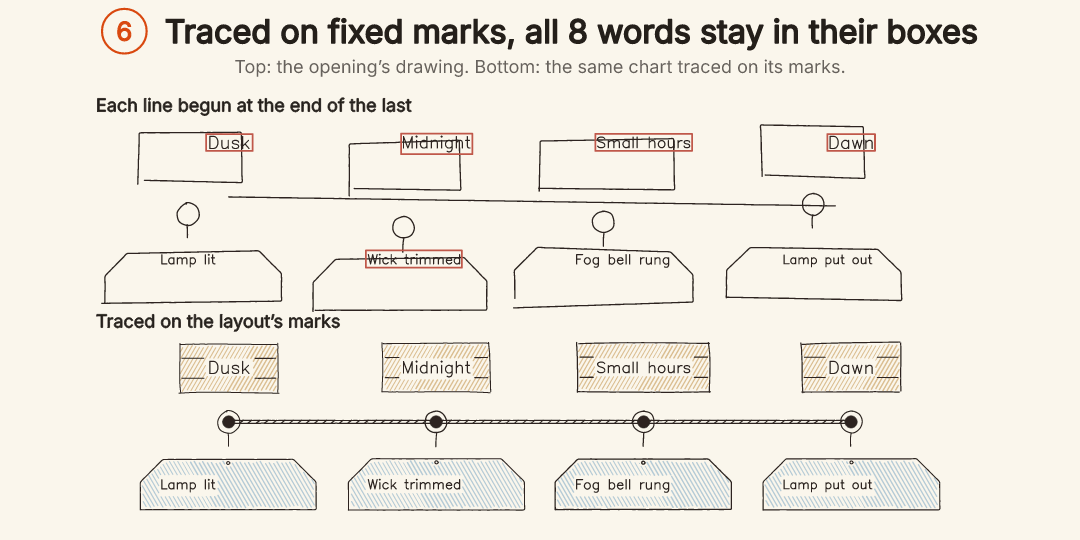 6 Traced on fixed marks, all 8 words stay in their boxes
Top: the opening’s drawing. Bottom: the same chart traced on its marks.
Each line begun at the end of the last
Dusk Midnight Small hours Dawn
Lamp lit Wick trimmed Fog bell rung Lamp put out
Traced on the layout’s marks
Dusk Midnight Small hours Dawn
Lamp lit Wick trimmed Fog bell rung Lamp put out